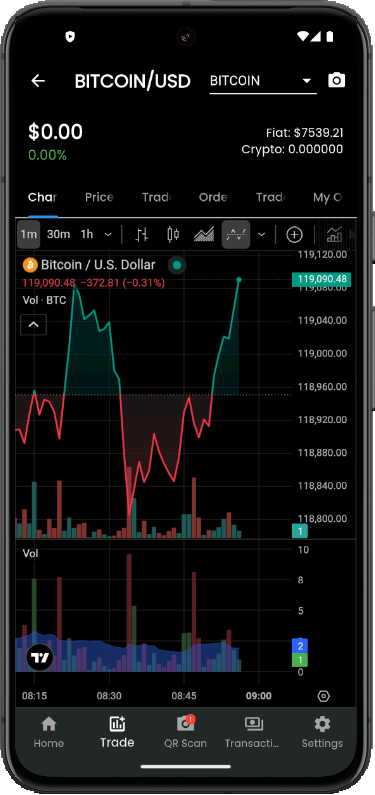 BITCOIN/USD
BITCOIN
$0.00
0.00%
Fiat: $7539.21
Crypto: 0.000000
Char
Price
Trad
Orde
Trad
My O
1m 30m 1h
Bitcoin / U.S. Dollar
119,090.48 −372.81 (−0.31%)
Vol · BTC
119,120.00
119,090.48
119,080.00
119,040.00
119,000.00
118,960.00
118,920.00
118,880.00
118,840.00
118,800.00
1
Vol
10
8
5
2
1
0
08:15 08:30 08:45 09:00
Home
Trade
QR Scan
Transacti...
Settings